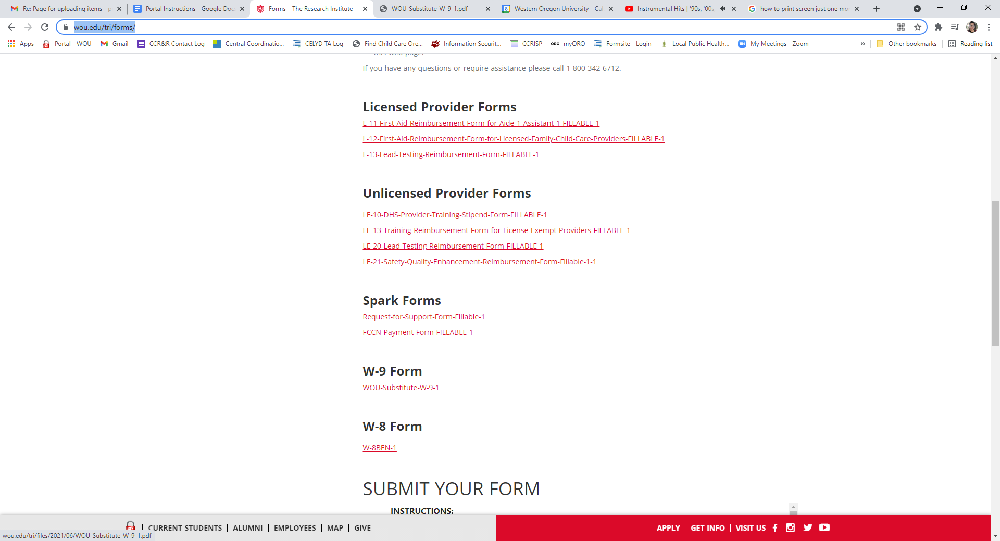 Re: Page for uploading items - p
Portal Instructions - Google Doc
Forms – The Research Institute
WOU-Substitute-W-9-1.pdf
Western Oregon University - Cal
Instrumental Hits | '90s, '00s,
how to print screen just one mo
wou.edu/tri/forms/
Apps
Portal - WOU
Gmail
CCR&R Contact Log
Central Coordinatio...
CELYD TA Log
Find Child Care Ore...
Information Securit...
CCRISP
ORO myORO
Formsite - Login
Local Public Health...
My Meetings - Zoom
»
Other bookmarks
Reading list
this web page.
If you have any questions or require assistance please call 1-800-342-6712.
Licensed Provider Forms
L-11-First-Aid-Reimbursement-Form-for-Aide-1-Assistant-1-FILLABLE-1
L-12-First-Aid-Reimbursement-Form-for-Licensed-Family-Child-Care-Providers-FILLABLE-1
L-13-Lead-Testing-Reimbursement-Form-FILLABLE-1
Unlicensed Provider Forms
LE-10-DHS-Provider-Training-Stipend-Form-FILLABLE-1
LE-13-Training-Reimbursement-Form-for-License-Exempt-Providers-FILLABLE-1
LE-20-Lead-Testing-Reimbursement-Form-FILLABLE-1
LE-21-Safety-Quality-Enhancement-Reimbursement-Form-Fillable-1-1
Spark Forms
Request-for-Support-Form-Fillable-1
FCCN-Payment-Form-FILLABLE-1
W-9 Form
WOU-Substitute-W-9-1
W-8 Form
W-8BEN-1
SUBMIT YOUR FORM
INSTRUCTIONS:
CURRENT STUDENTS | ALUMNI | EMPLOYEES | MAP | GIVE
APPLY | GET INFO | VISIT US
wou.edu/tri/files/2021/06/WOU-Substitute-W-9-1.pdf